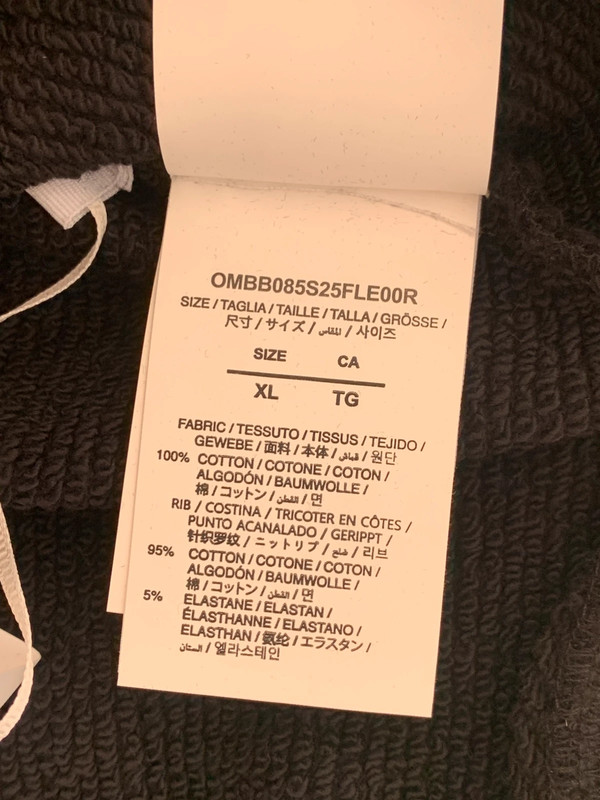 OMBB085S25FLE00R
SIZE / TAGLIA / TAILLE / TALLA / GRÖSSE /
尺寸 / サイズ / المقاس / 사이즈
SIZE CA
XL TG
FABRIC / TESSUTO / TISSUS / TEJIDO /
GEWEBE / 面料 / 本体 / قماش / 원단
100% COTTON / COTONE / COTON /
ALGODÓN / BAUMWOLLE /
棉 / コットン / القطن / 면
RIB / COSTINA / TRICOTER EN CÔTES /
PUNTO ACANALADO / GERIPPT /
针织罗纹 / ニットリブ / ضلع / 리브
95% COTTON / COTONE / COTON /
ALGODÓN / BAUMWOLLE /
棉 / コットン / القطن / 면
5% ELASTANE / ELASTAN /
ÉLASTHANNE / ELASTANO /
ELASTHAN / 氨纶 / エラスタン /
الستان / 엘라스테인